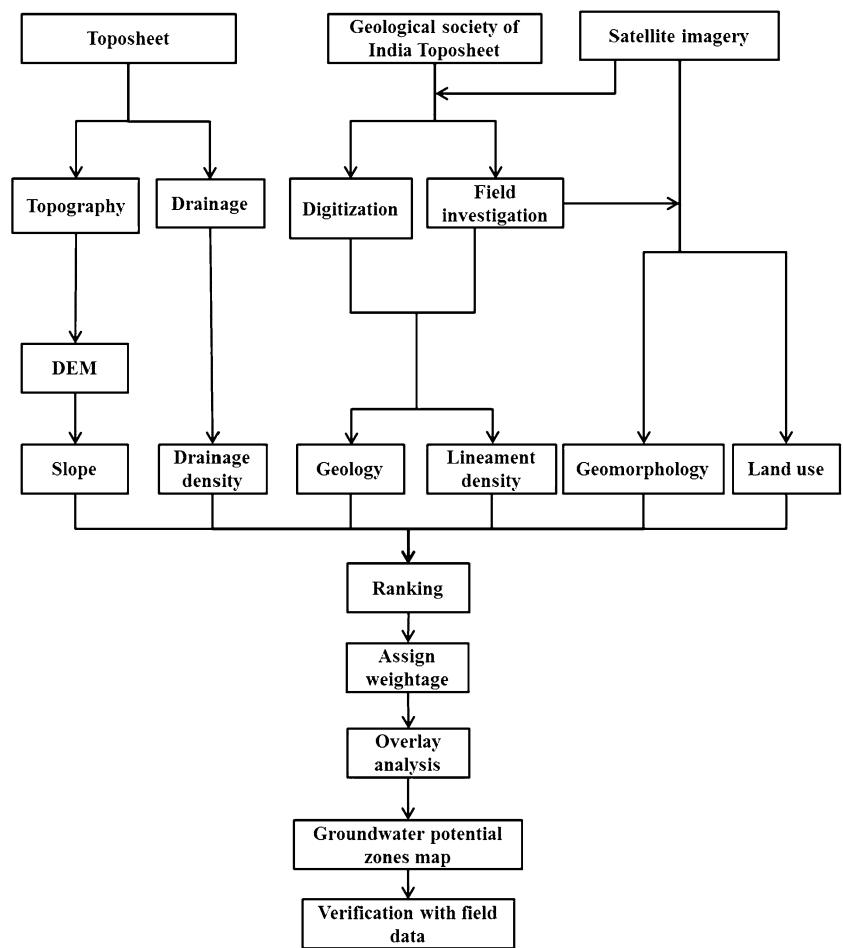 Toposheet
Geological society of
India Toposheet
Satellite imagery
Topography
Drainage
Digitization
Field
investigation
DEM
Slope
Drainage
density
Geology
Lineament
density
Geomorphology
Land use
Ranking
Assign
weightage
Overlay
analysis
Groundwater potential
zones map
Verification with field
data